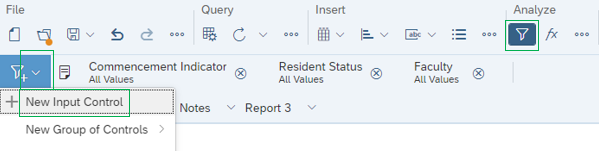 File Query Insert Analyze
abc fx
Commencement Indicator Resident Status Faculty
All Values All Values All Values
New Input Control
Notes Report 3
New Group of Controls